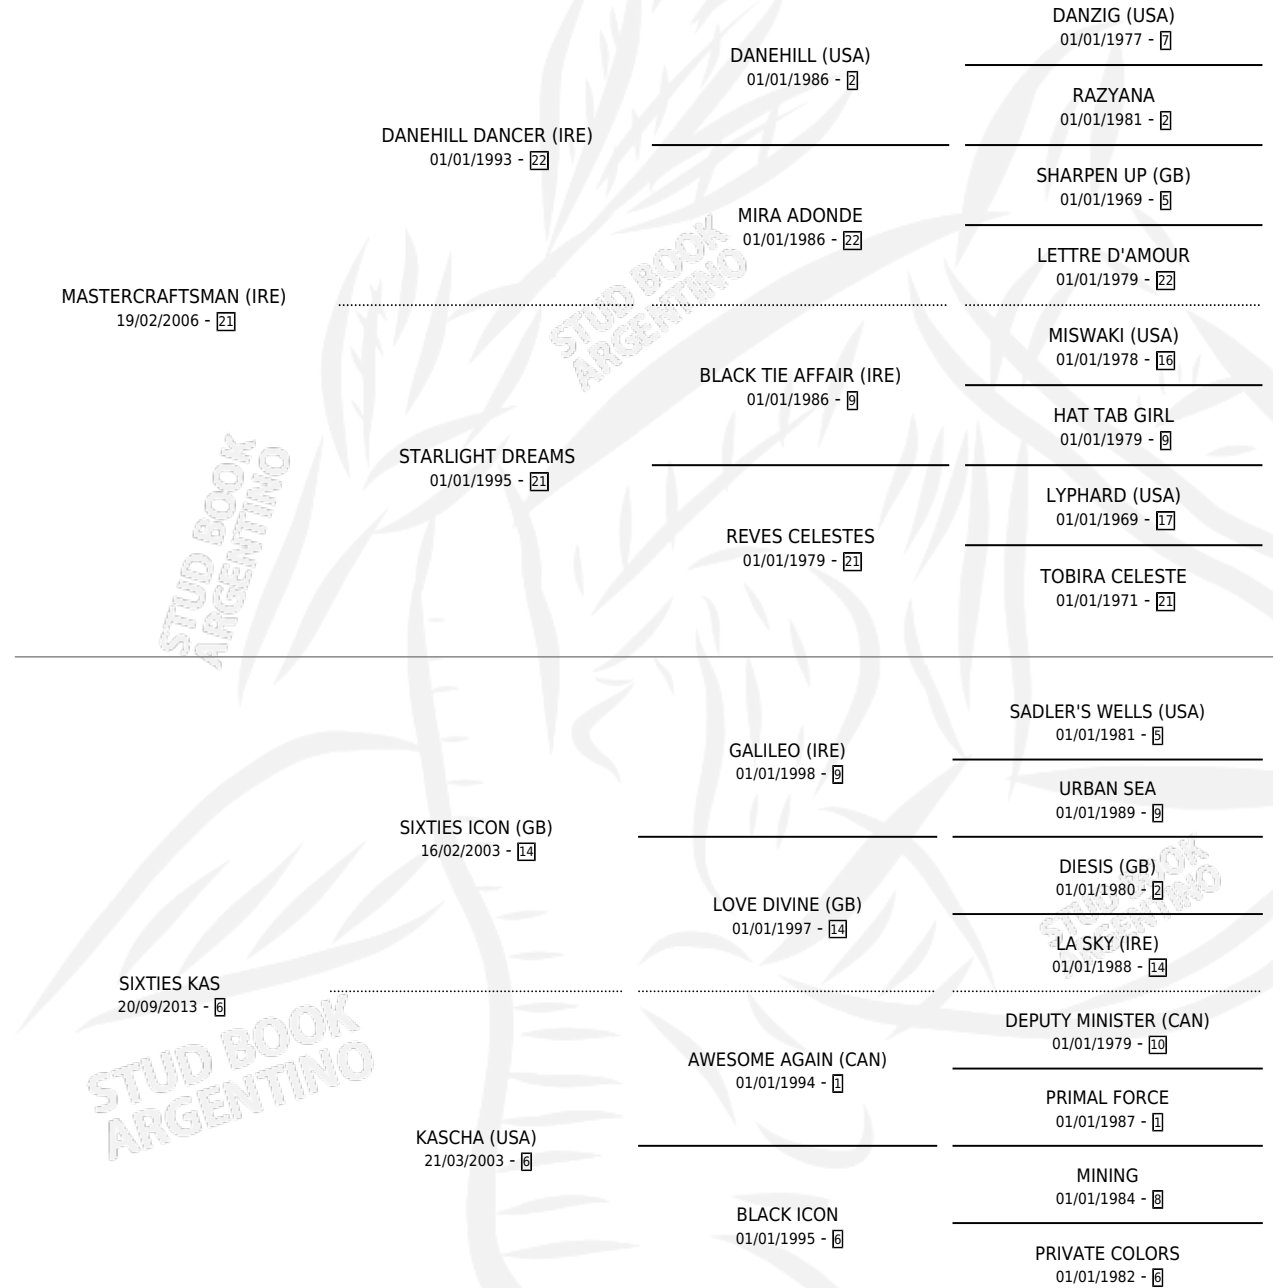 DANZIG (USA)
01/01/1977 - 7
DANEHILL (USA)
01/01/1986 - 2
RAZYANA
01/01/1981 - 2
DANEHILL DANCER (IRE)
01/01/1993 - 22
SHARPEN UP (GB)
01/01/1969 - 5
MIRA ADONDE
01/01/1986 - 22
LETTRE D'AMOUR
01/01/1979 - 22
MASTERCRAFTSMAN (IRE)
19/02/2006 - 21
STUD BOOK
ARGENTINO
MISWAKI (USA)
01/01/1978 - 16
BLACK TIE AFFAIR (IRE)
01/01/1986 - 9
HAT TAB GIRL
01/01/1979 - 9
STARLIGHT DREAMS
01/01/1995 - 21
LYPHARD (USA)
01/01/1969 - 17
REVES CELESTES
01/01/1979 - 21
TOBIRA CELESTE
01/01/1971 - 21
STUD BOOK
ARGENTINO
SADLER'S WELLS (USA)
01/01/1981 - 5
GALILEO (IRE)
01/01/1998 - 9
URBAN SEA
01/01/1989 - 9
SIXTIES ICON (GB)
16/02/2003 - 14
DIESIS (GB)
01/01/1980 - 2
LOVE DIVINE (GB)
01/01/1997 - 14
LA SKY (IRE)
01/01/1988 - 14
STUD BOOK
ARGENTINO
SIXTIES KAS
20/09/2013 - 6
DEPUTY MINISTER (CAN)
01/01/1979 - 10
AWESOME AGAIN (CAN)
01/01/1994 - 1
PRIMAL FORCE
01/01/1987 - 1
STUD BOOK
ARGENTINO
KASCHA (USA)
21/03/2003 - 6
MINING
01/01/1984 - 8
BLACK ICON
01/01/1995 - 6
PRIVATE COLORS
01/01/1982 - 6